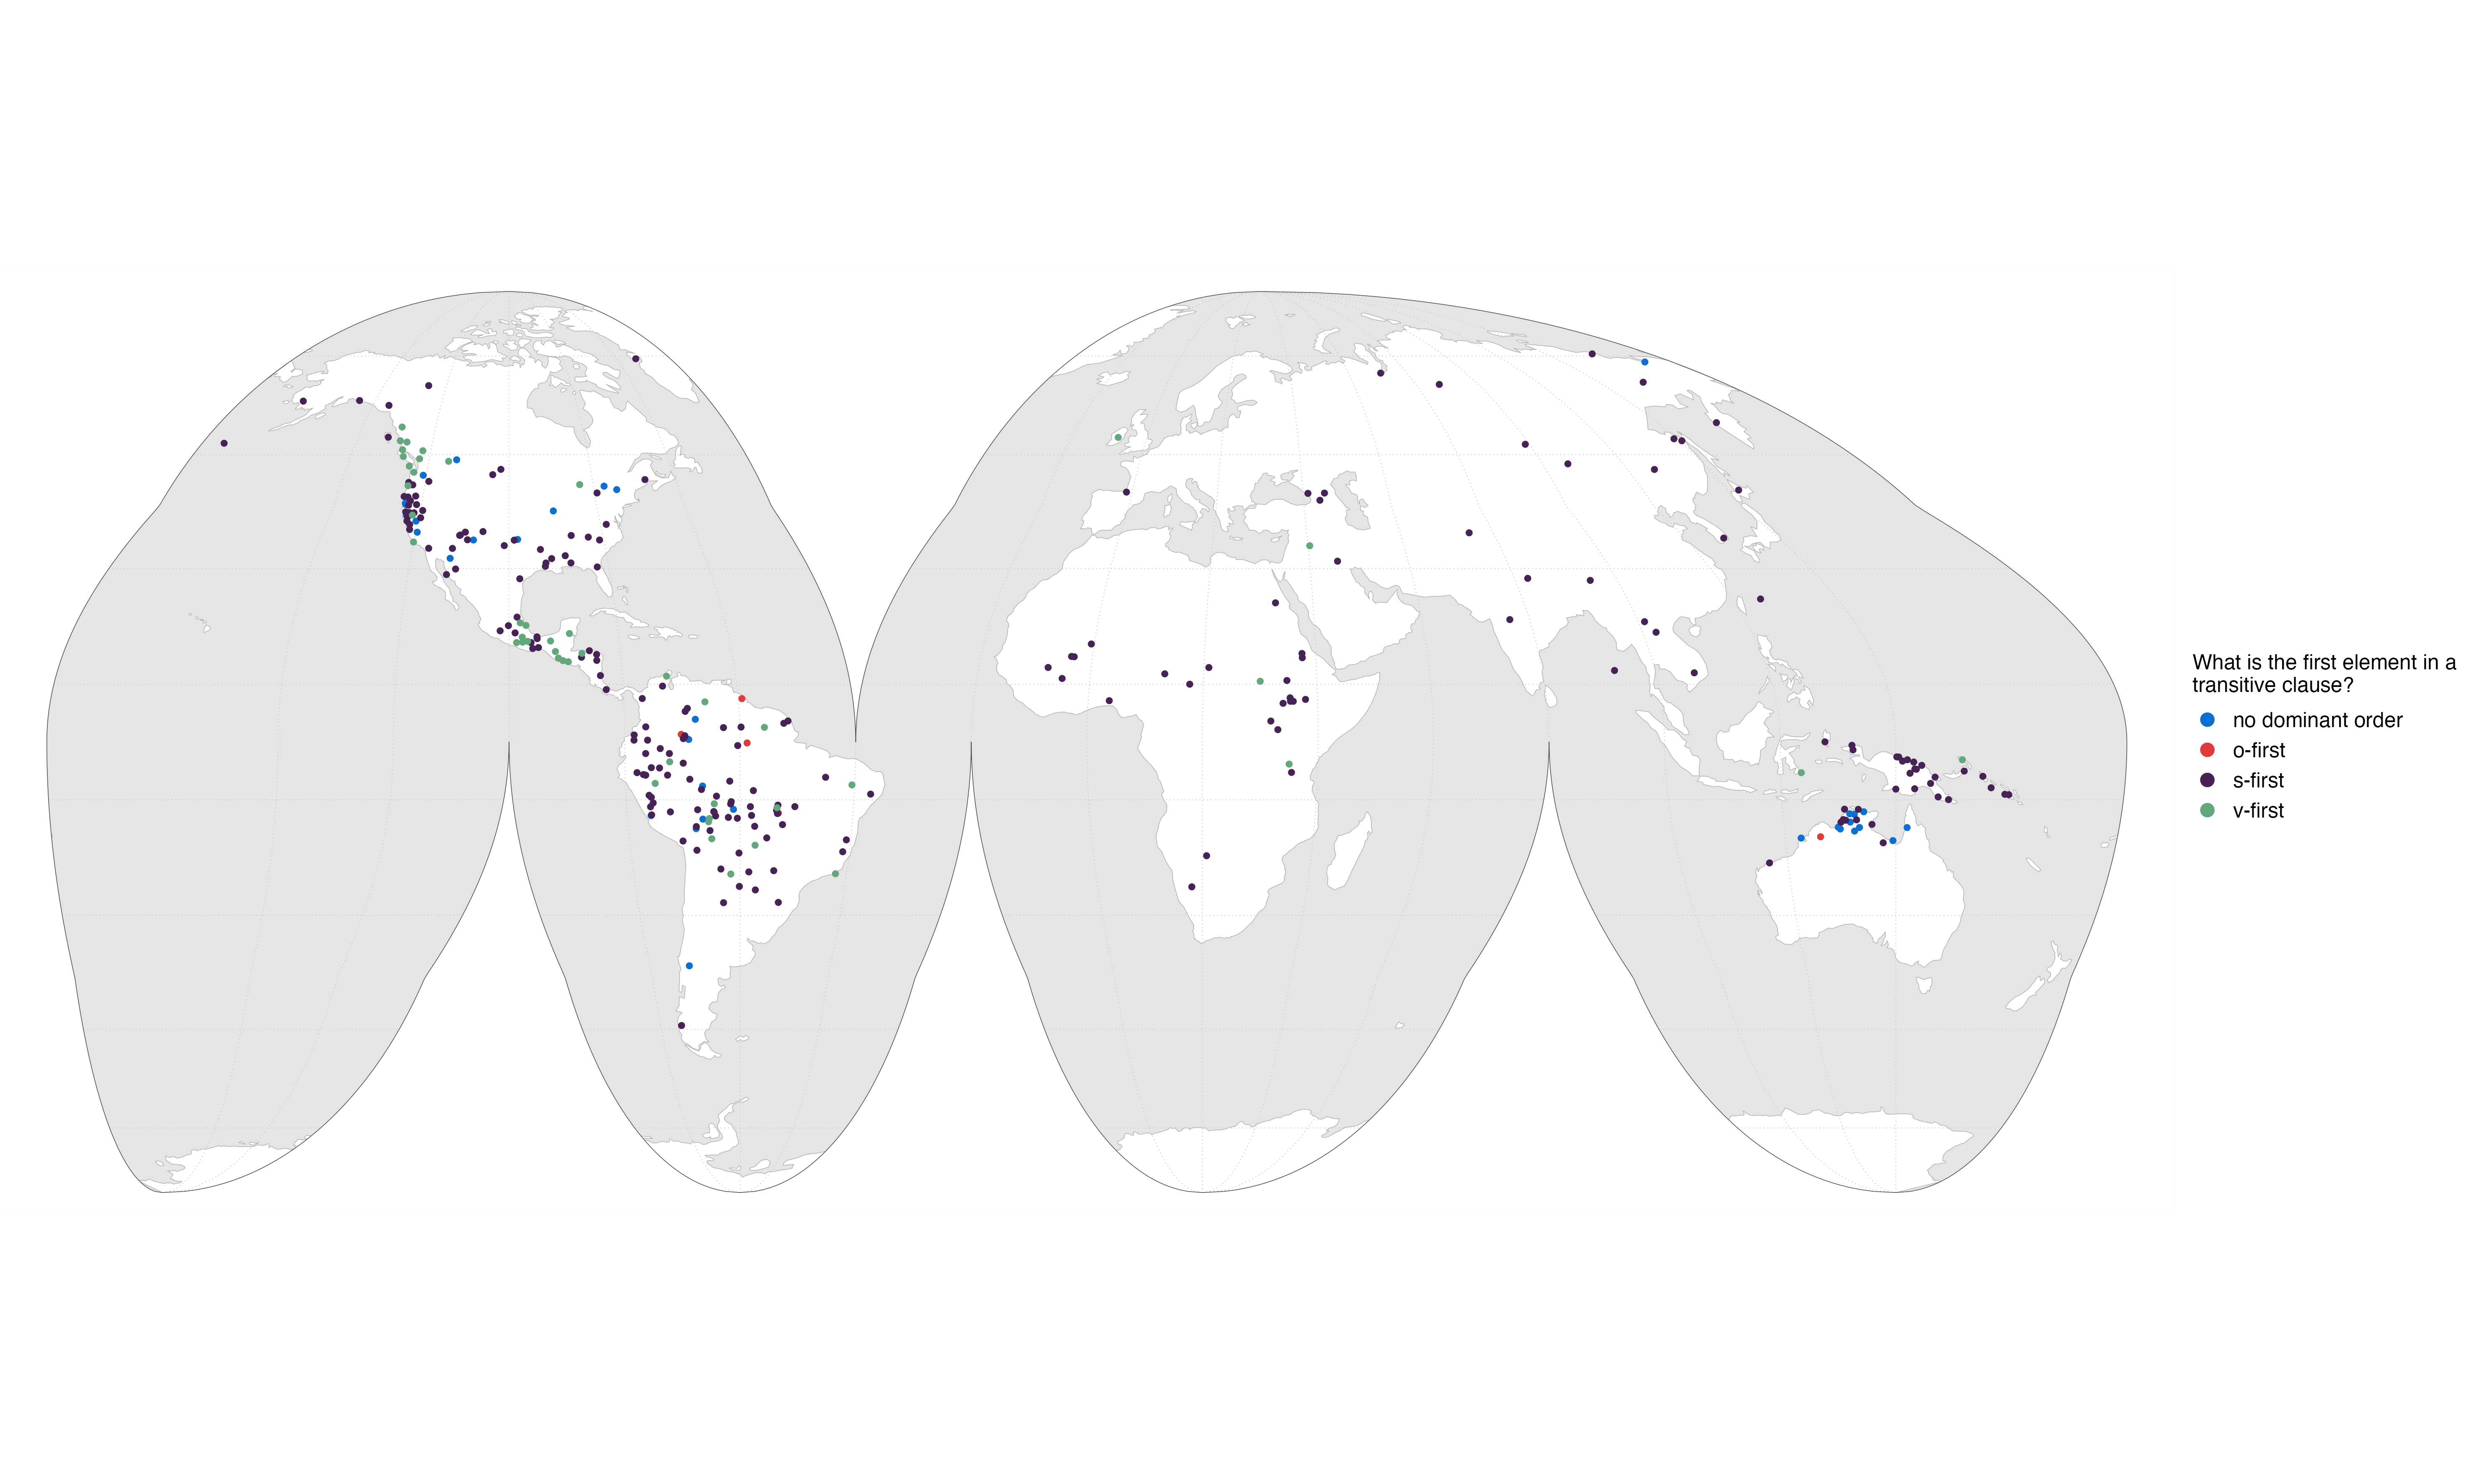 What is the first element in a
transitive clause?
no dominant order
o-first
s-first
v-first